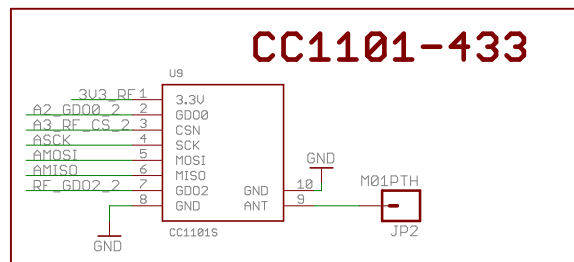 CC1101-433
U9
3V3_RF 1 3.3V
A2_GDO0_2 2 GDO0
A3_RF_CS_2 3 CSN
ASCK 4 SCK
AMOSI 5 MOSI
AMISO 6 MISO
RF_GDO2_2 7 GDO2 GND 10 GND
8 GND ANT 9 M01PTH
GND CC1101S JP2